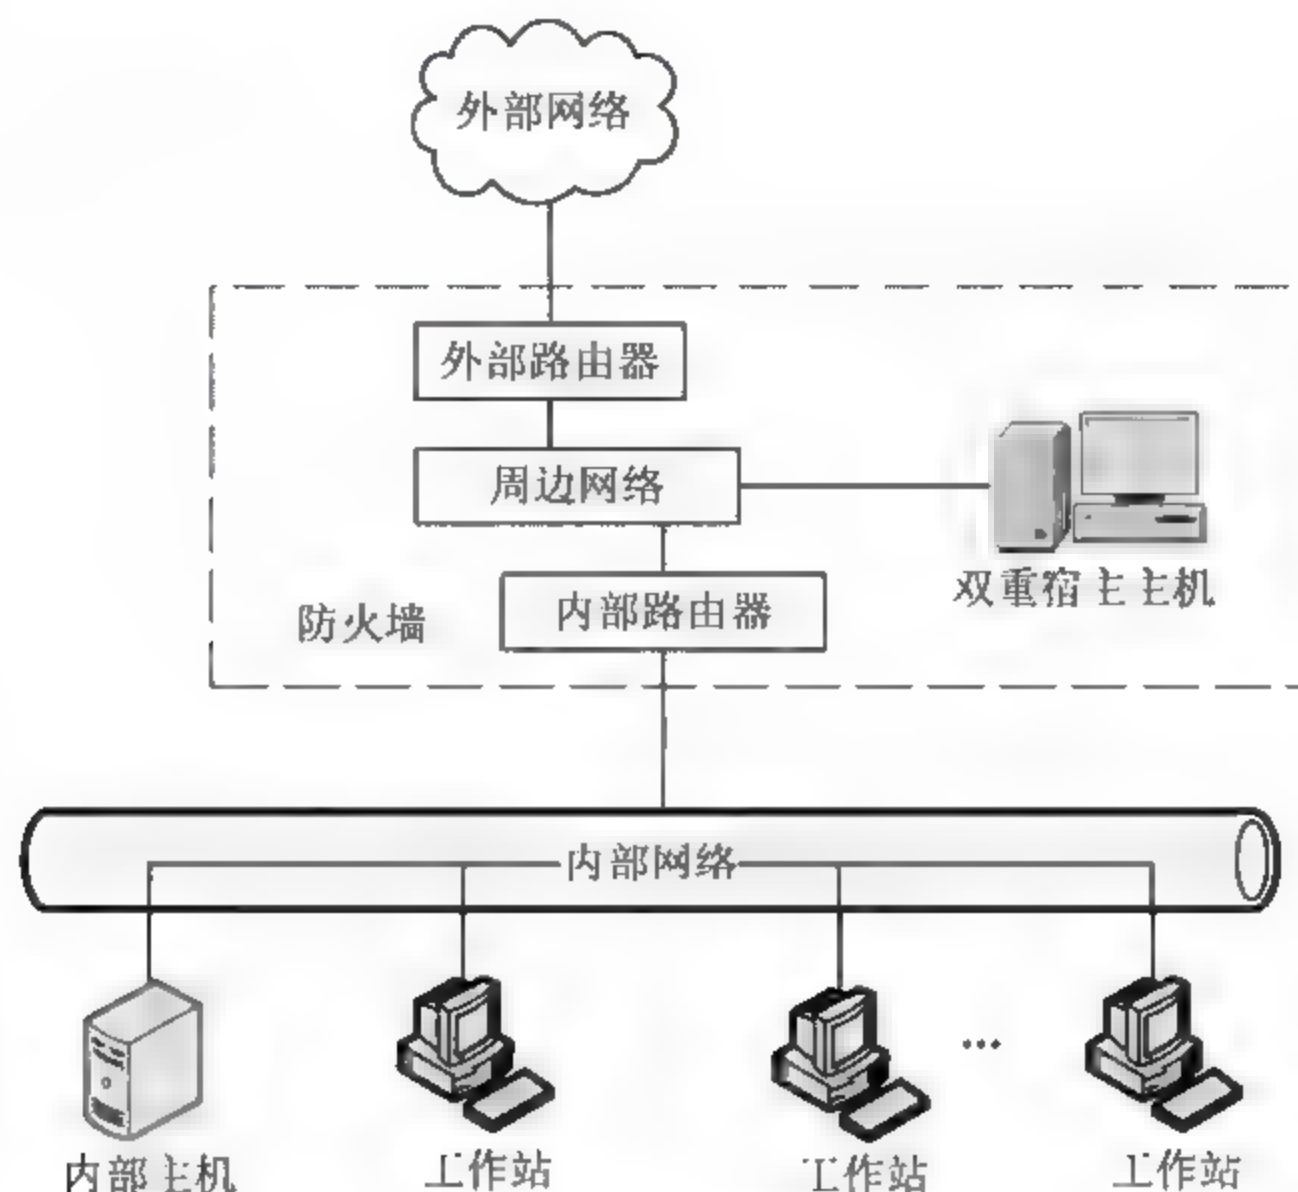 外部网络
外部路由器
周边网络
双重宿主主机
内部路由器
防火墙
内部网络
...
内部主机
工作站
工作站
工作站